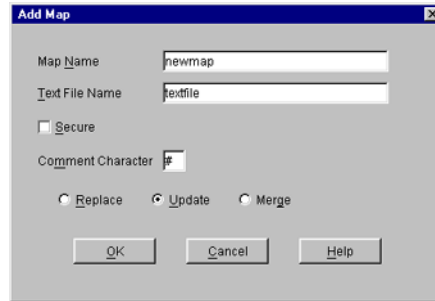 Add Map
Map Name newmap
Text File Name textfile
Secure
Comment Character #
Replace Update Merge
OK Cancel Help